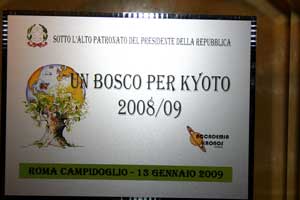 SOTTO L'ALTO PATRONATO DEL PRESIDENTE DELLA REPUBBLICA
UN BOSCO PER KYOTO
2008/09
ACCADEMIA
KRONOS
ROMA CAMPIDOGLIO - 13 GENNAIO 2009